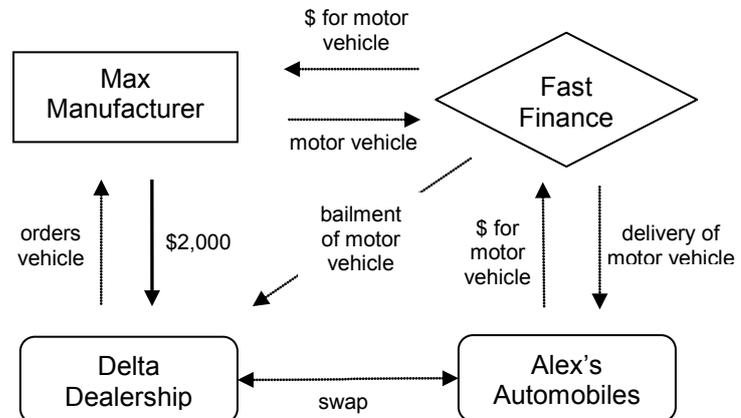 $ for motor
vehicle
Max
Manufacturer
Fast
Finance
motor vehicle
orders
vehicle
$2,000
bailment
of motor
vehicle
$ for
motor
vehicle
delivery of
motor vehicle
Delta
Dealership
swap
Alex's
Automobiles